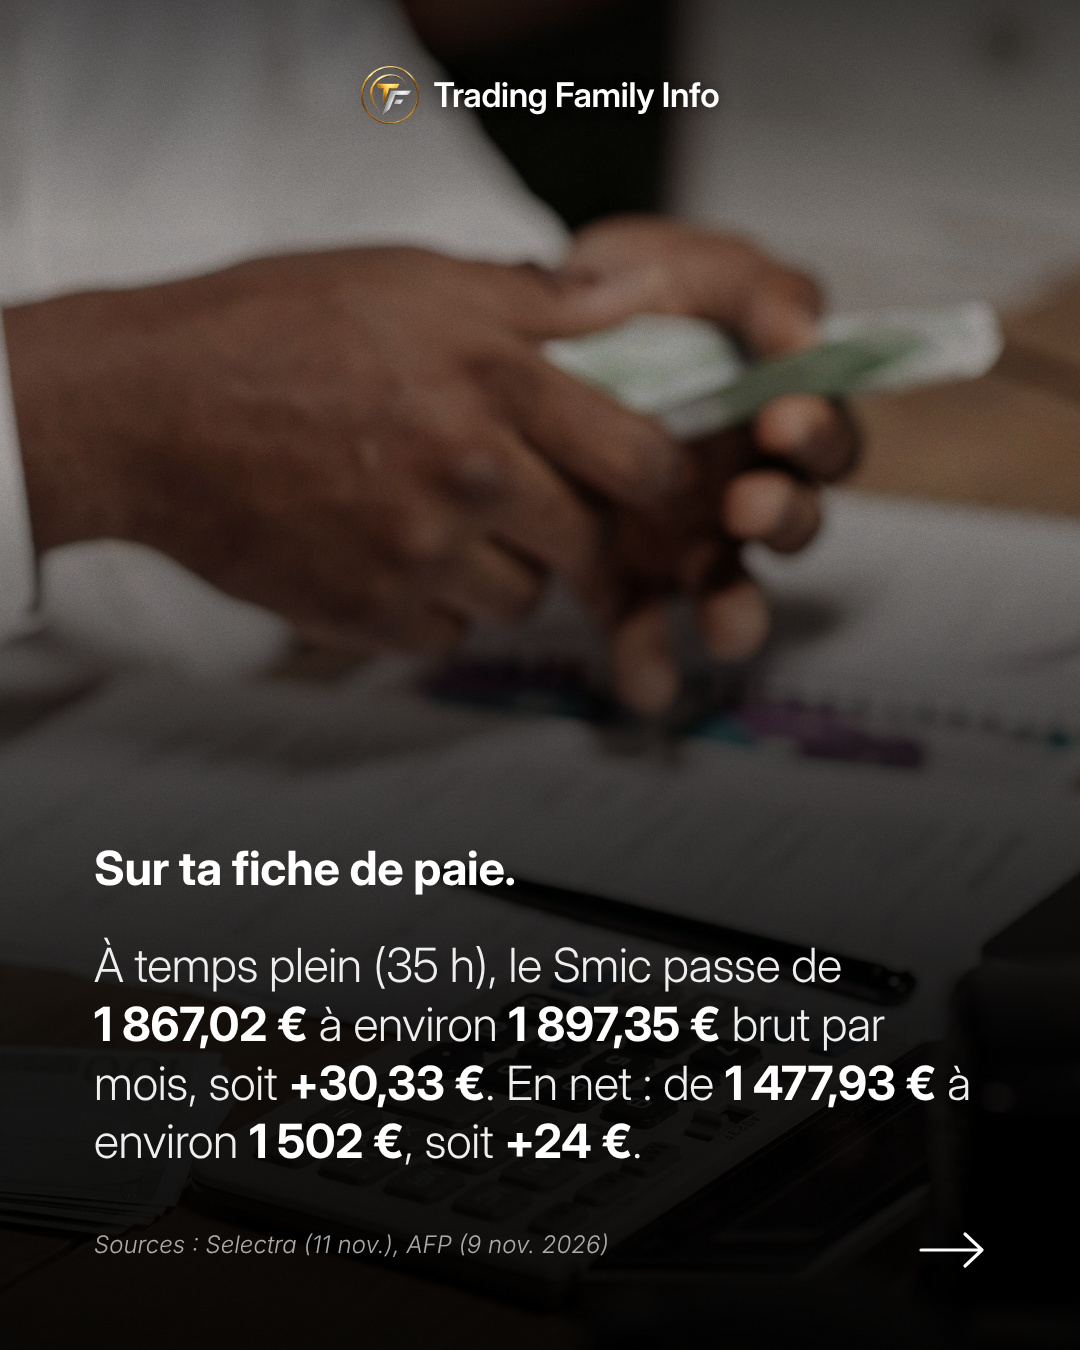 Trading Family Info
Sur ta fiche de paie.
À temps plein (35 h), le Smic passe de
1 867,02 € à environ 1 897,35 € brut par
mois, soit +30,33 €. En net : de 1 477,93 € à
environ 1 502 €, soit +24 €.
Sources : Selectra (11 nov.), AFP (9 nov. 2026)